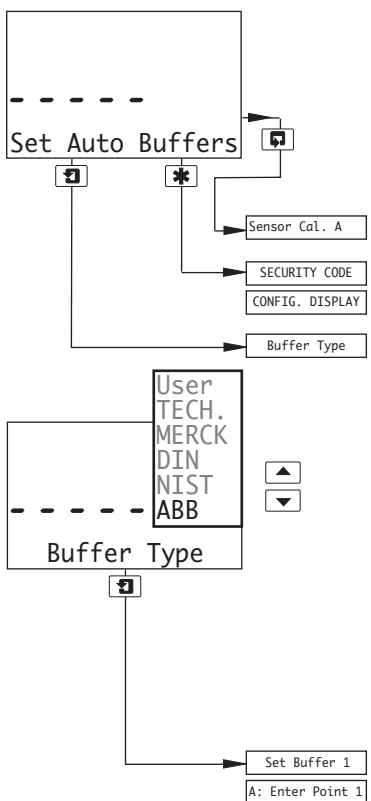 - - - - -
Set Auto Buffers
Sensor Cal. A
SECURITY CODE
CONFIG. DISPLAY
Buffer Type
User
TECH.
MERCK
DIN
NIST
- - - - - ABB
Buffer Type
Set Buffer 1
A: Enter Point 1